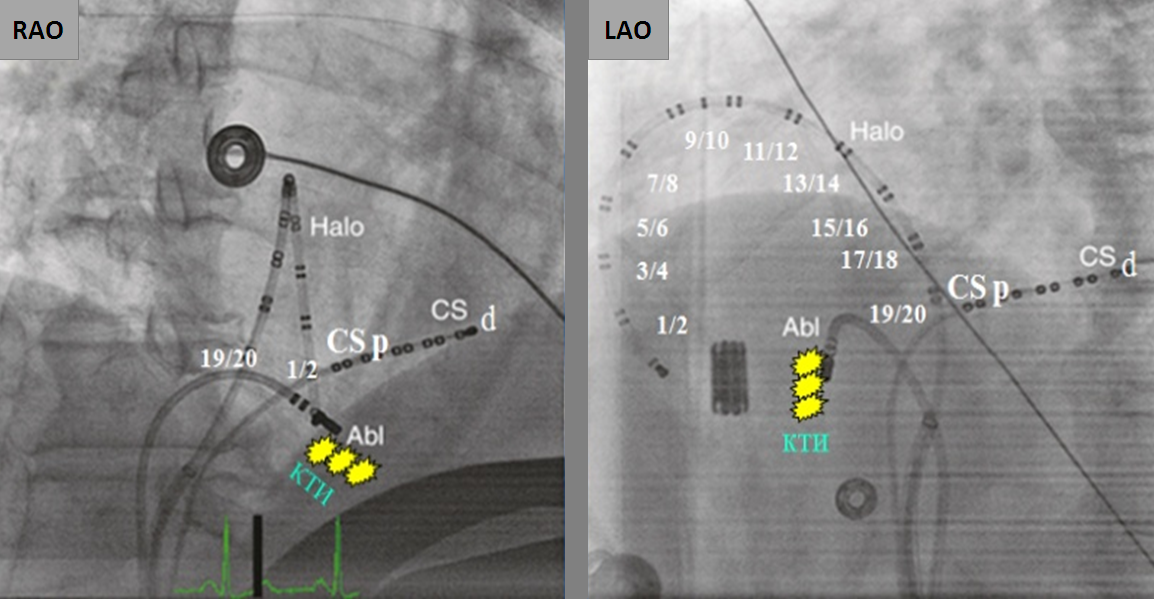 RAO
Halo
CS d
CS p
19/20
1/2
Abl
КТИ
LAO
Halo
9/10
11/12
7/8
13/14
5/6
15/16
17/18
3/4
CS d
CS p
19/20
1/2
Abl
КТИ